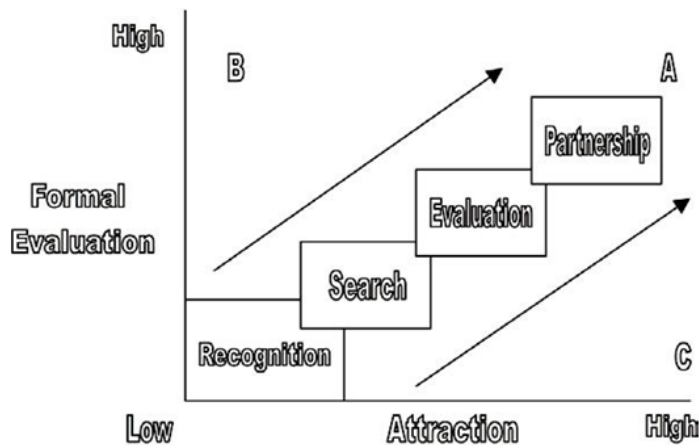 High
B
A
Partnership
Formal
Evaluation
Evaluation
Search
Recognition
C
Low
Attraction
High